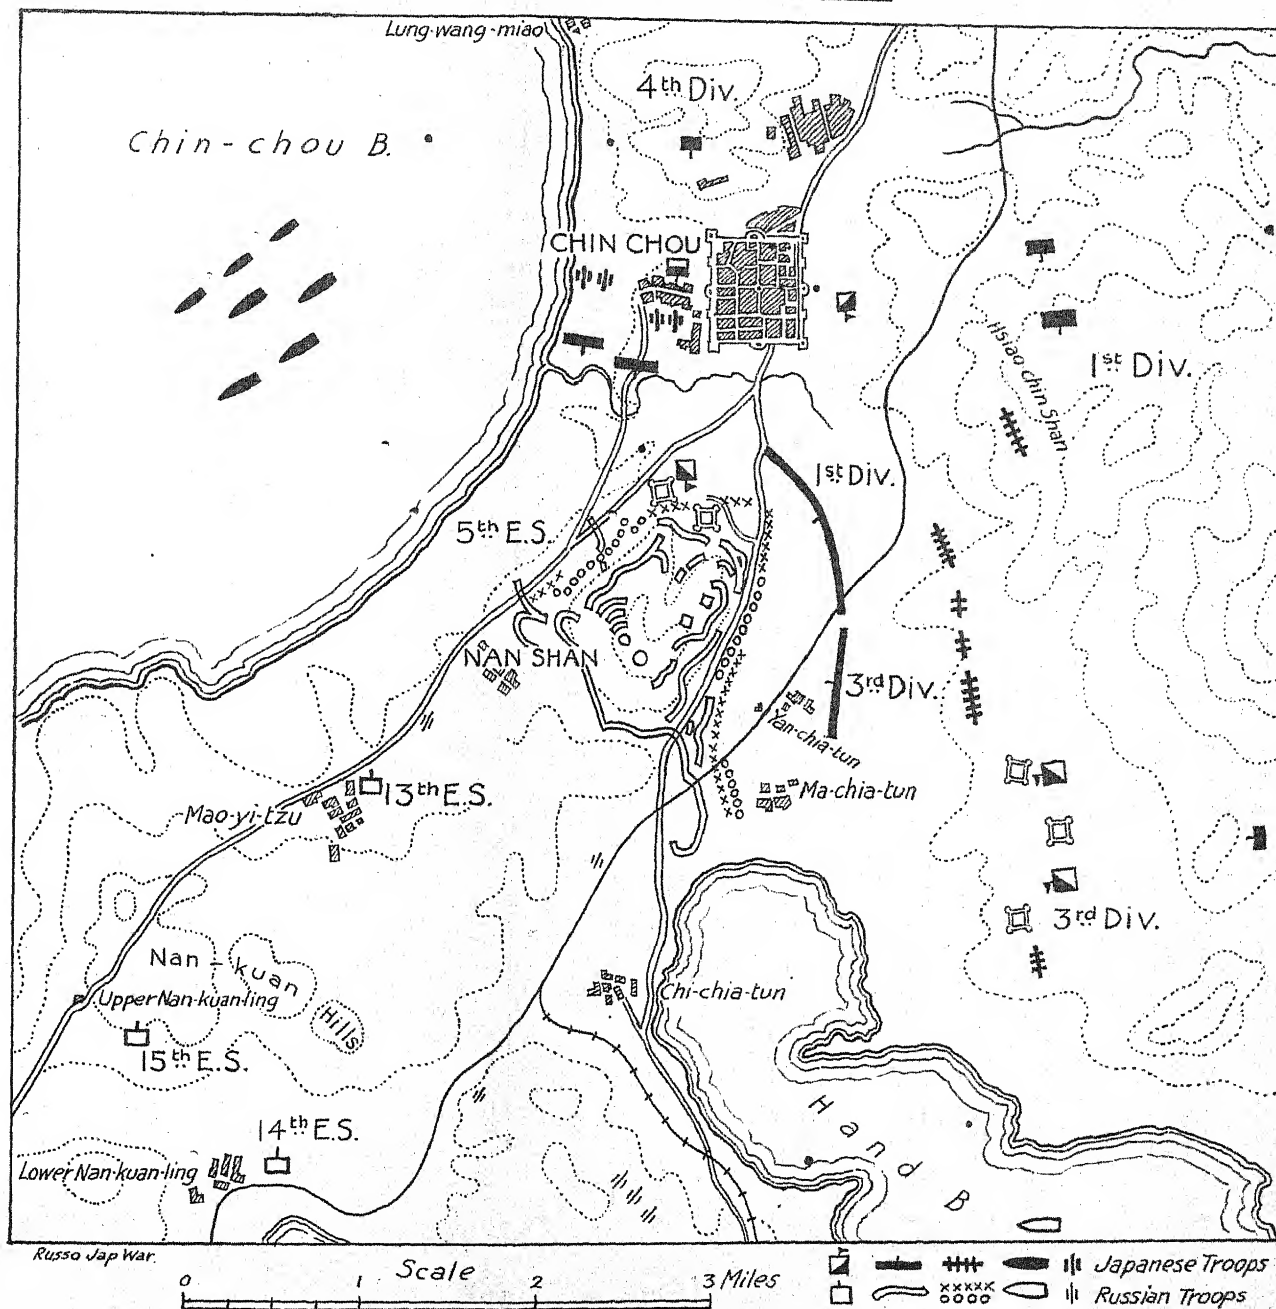 Lung-wang-miao
4th Div.
Chin-chou B.
CHIN CHOU
Hsiao chin Shan
1st Div.
1st Div.
5th E.S.
NAN SHAN
3rd Div.
Yan-chia-tun
13th E.S.
Mao-yi-tzu
Ma-chia-tun
3rd Div.
Nan-kuan
Hills
Upper Nan-kuan-ling
15th E.S.
Chi-chia-tun
Hand B
14th E.S.
Lower Nan-kuan-ling
Russo Jap War.
Scale
0 1 2 3 Miles
Japanese Troops
Russian Troops